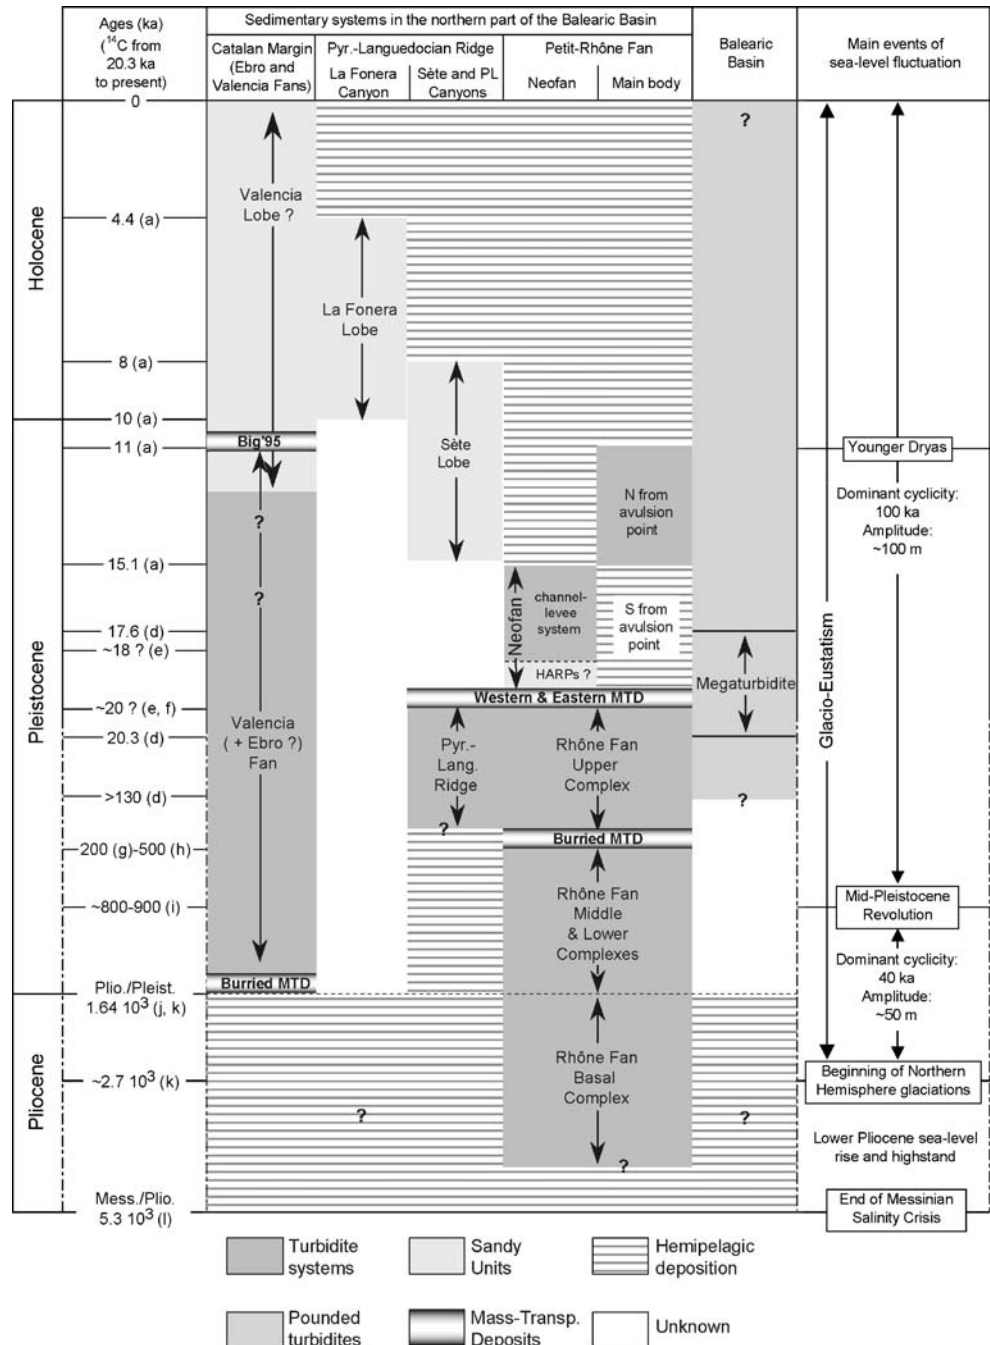 Ages (ka)
(14C from
20.3 ka
to present)
Sedimentary systems in the northern part of the Balearic Basin
Catalan Margin
(Ebro and
Valencia Fans)
Pyr.-Languedocian Ridge
La Fonera
Canyon
Sète and PL
Canyons
Petit-Rhône Fan
Neofan
Main body
Balearic
Basin
Main events of
sea-level fluctuation
Holocene
Pleistocene
Pliocene
0
4.4 (a)
8 (a)
10 (a)
11 (a)
15.1 (a)
17.6 (d)
~18 ? (e)
~20 ? (e, f)
20.3 (d)
>130 (d)
200 (g)-500 (h)
~800-900 (i)
Plio./Pleist.
1.64 10³ (j, k)
~2.7 10³ (k)
Mess./Plio.
5.3 10³ (l)
Valencia
Lobe ?
Big'95
?
?
Valencia
( + Ebro ?)
Fan
Burried MTD
La Fonera
Lobe
Sète
Lobe
Neofan
channel-
levee
system
HARPs ?
N from
avulsion
point
S from
avulsion
point
Western & Eastern MTD
Pyr.-
Lang.
Ridge
?
Rhône Fan
Upper
Complex
Burried MTD
Rhône Fan
Middle
& Lower
Complexes
Rhône Fan
Basal
Complex
?
?
?
Megaturbidite
?
?
Glacio-Eustatism
Younger Dryas
Dominant cyclicity:
100 ka
Amplitude:
~100 m
Mid-Pleistocene
Revolution
Dominant cyclicity:
40 ka
Amplitude:
~50 m
Beginning of Northern
Hemisphere glaciations
Lower Pliocene sea-level
rise and highstand
End of Messinian
Salinity Crisis
Turbidite
systems
Sandy
Units
Hemipelagic
deposition
Pounded
turbidites
Mass-Transp.
Deposits
Unknown